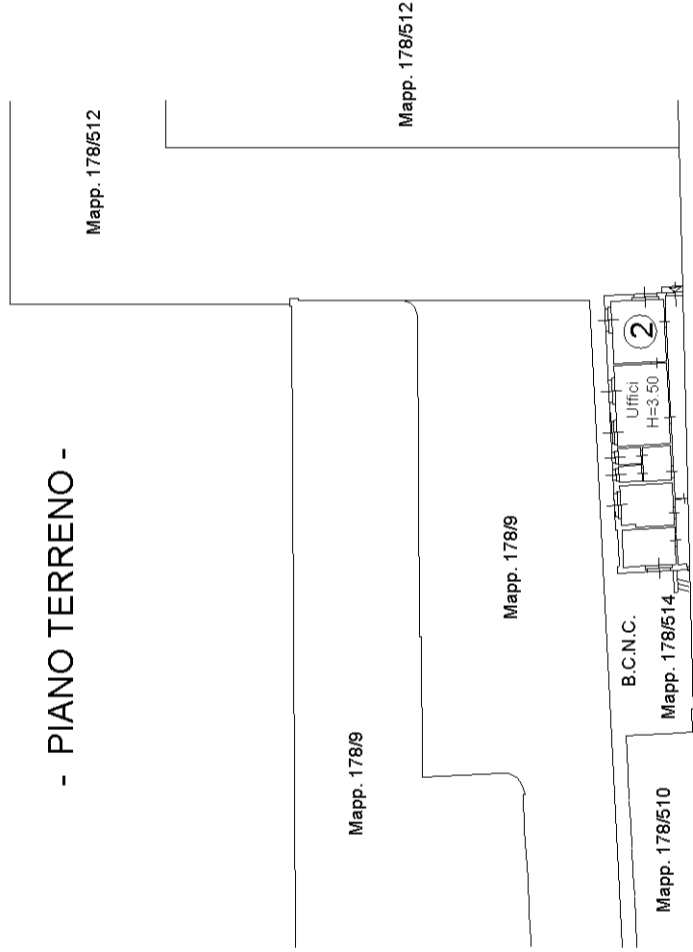 - PIANO TERRENO -
Mapp. 178/512
Mapp. 178/512
Mapp. 178/9
Mapp. 178/9
2
Uffici
H=3.50
B.C.N.C.
Mapp. 178/514
Mapp. 178/510